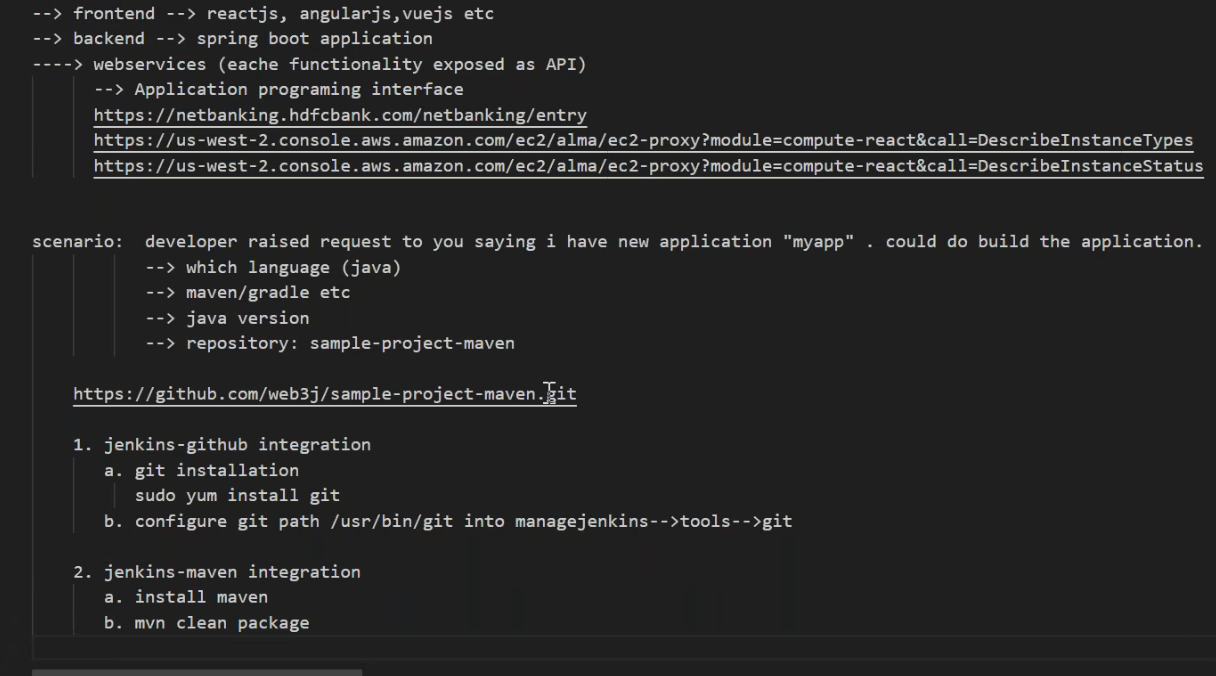 --> frontend --> reactjs, angularjs,vuejs etc
--> backend --> spring boot application
----> webservices (eache functionality exposed as API)
--> Application programing interface
https://netbanking.hdfcbank.com/netbanking/entry
https://us-west-2.console.aws.amazon.com/ec2/alma/ec2-proxy?module=compute-react&call=DescribeInstanceTypes
https://us-west-2.console.aws.amazon.com/ec2/alma/ec2-proxy?module=compute-react&call=DescribeInstanceStatus
scenario:  developer raised request to you saying i have new application "myapp" . could do build the application.
--> which language (java)
--> maven/gradle etc
--> java version
--> repository: sample-project-maven
https://github.com/web3j/sample-project-maven.git
1. jenkins-github integration
a. git installation
sudo yum install git
b. configure git path /usr/bin/git into managejenkins-->tools-->git
2. jenkins-maven integration
a. install maven
b. mvn clean package